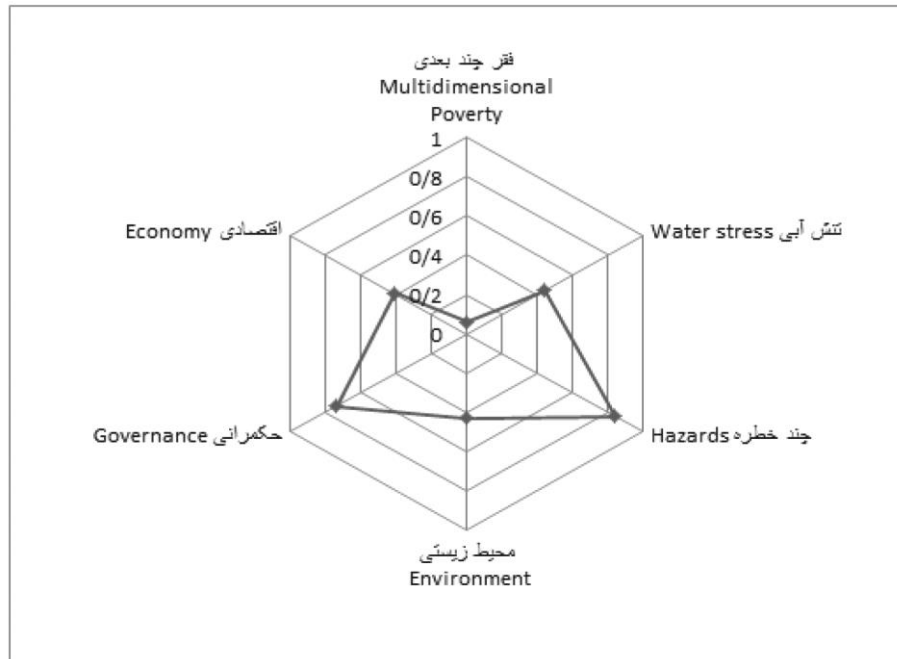 فقر چند بعدی
Multidimensional
Poverty
1
0/8
0/6
0/4
0/2
0
Water stress تنش آبی
Hazards چند خطره
محیط زیستی
Environment
Governance حکمرانی
Economy اقتصادی